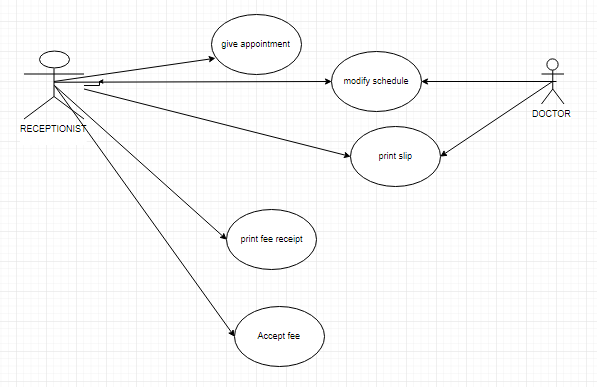 give appointment
modify schedule
RECEPTIONIST
DOCTOR
print slip
print fee receipt
Accept fee